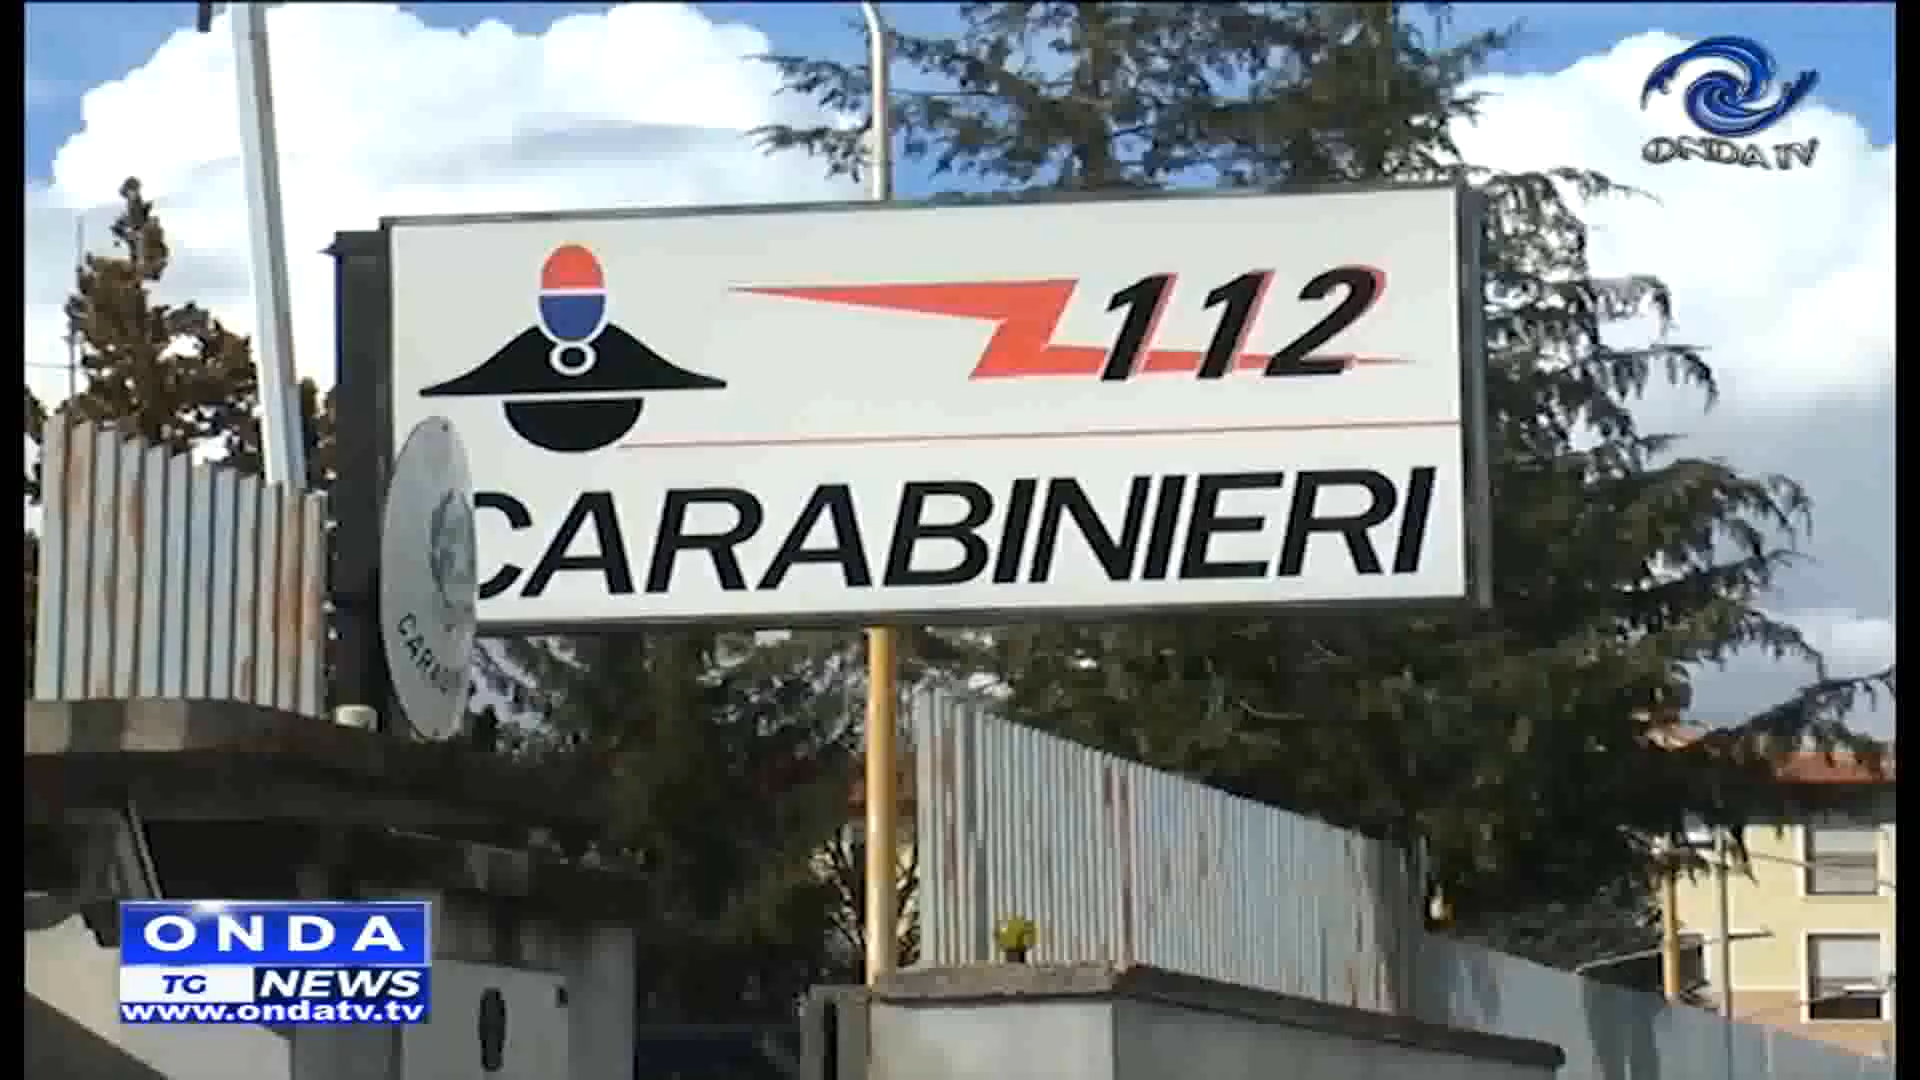 ONDA TV
112
CARABINIERI
ONDA
TG NEWS
www.ondatv.tv